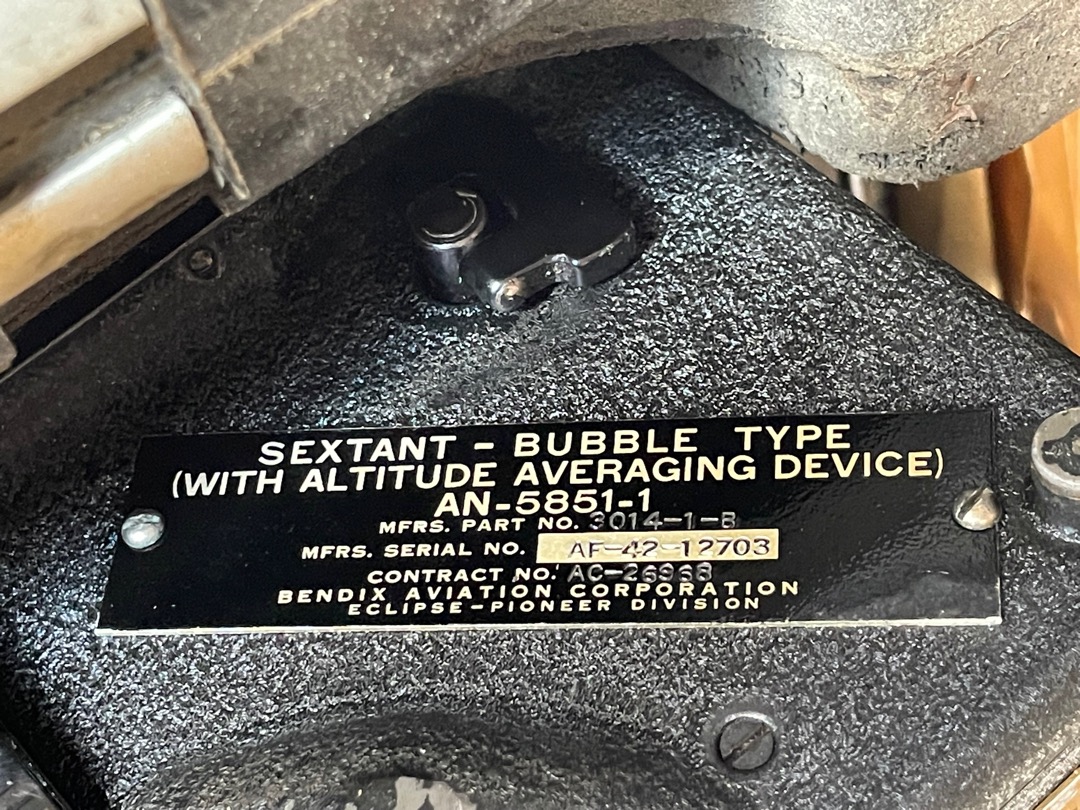 SEXTANT - BUBBLE TYPE
(WITH ALTITUDE AVERAGING DEVICE)
AN-5851-1
MFRS. PART NO. 3014-1-B
MFRS. SERIAL NO. AF-42-12703
CONTRACT NO. AC-26968
BENDIX AVIATION CORPORATION
ECLIPSE-PIONEER DIVISION